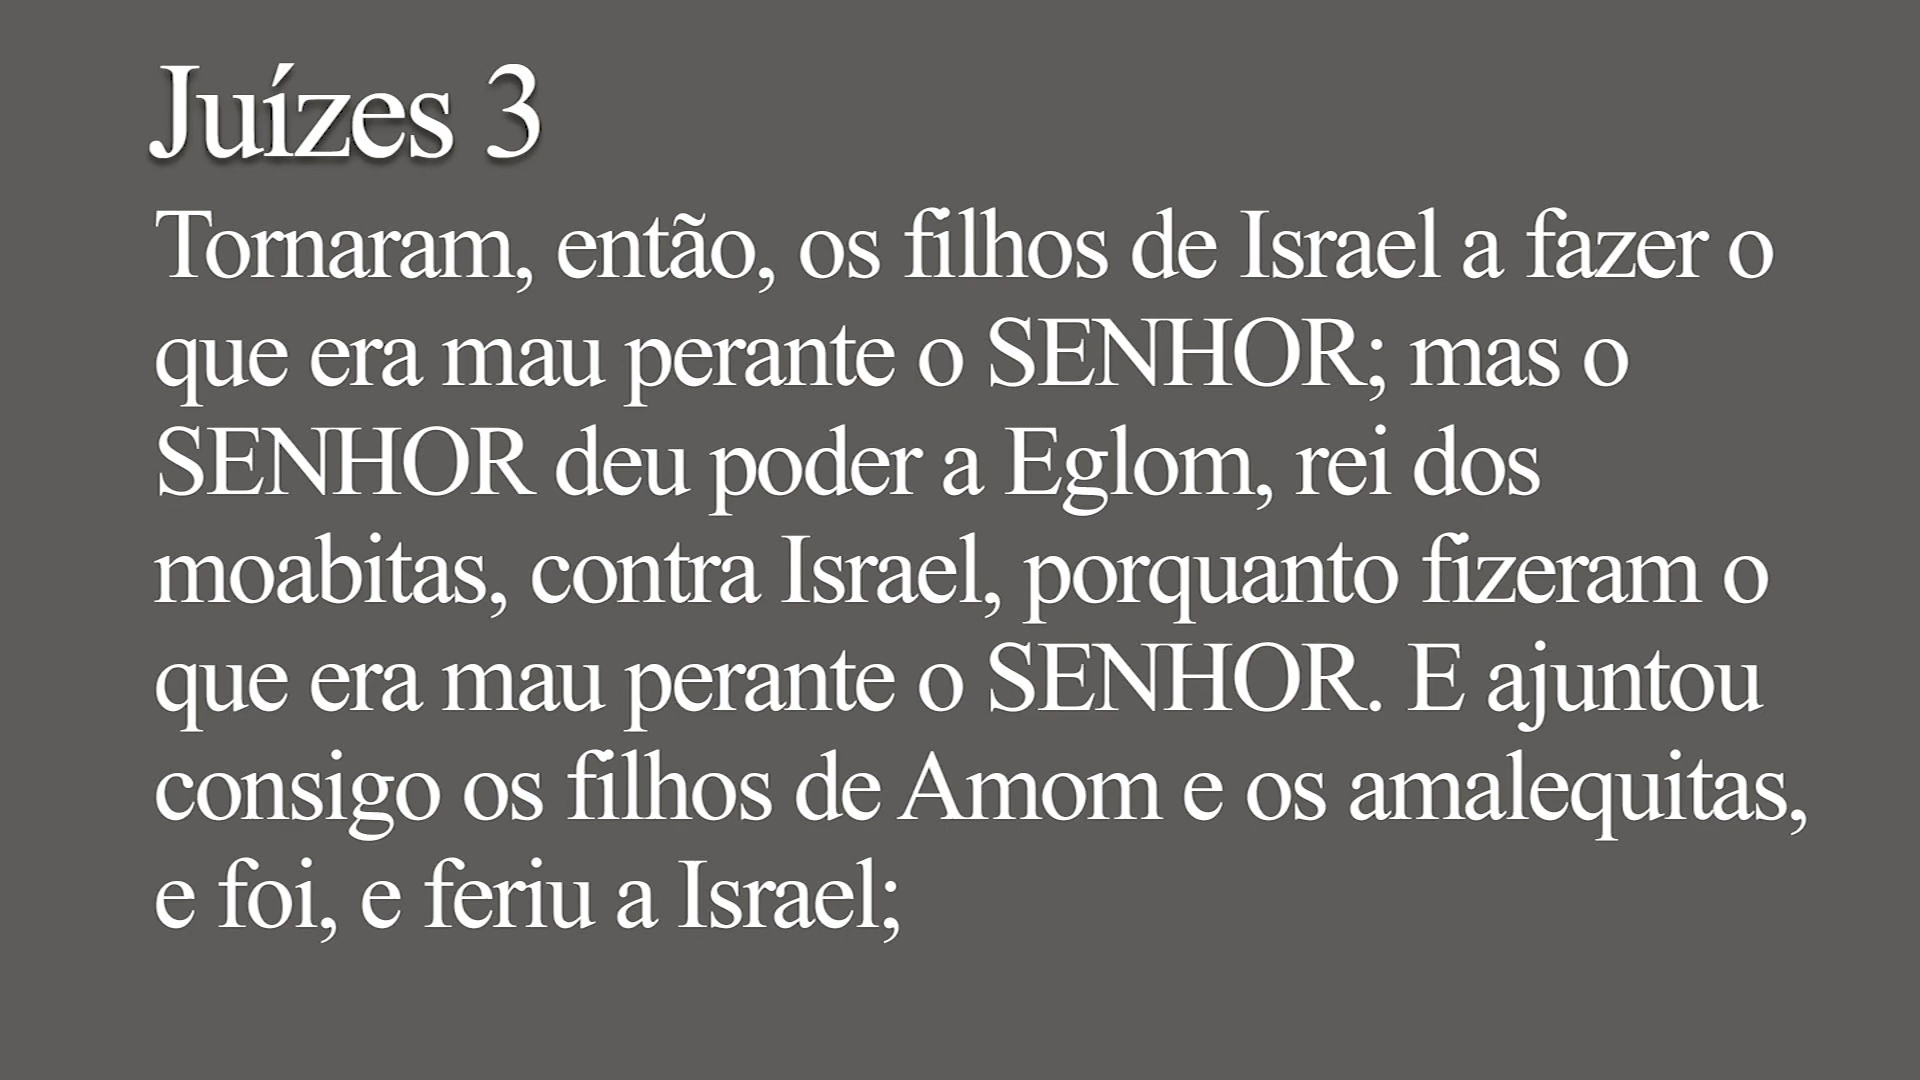 Juízes 3
Tornaram, então, os filhos de Israel a fazer o
que era mau perante o SENHOR; mas o
SENHOR deu poder a Eglom, rei dos
moabitas, contra Israel, porquanto fizeram o
que era mau perante o SENHOR. E ajuntou
consigo os filhos de Amom e os amalequitas,
e foi, e feriu a Israel;